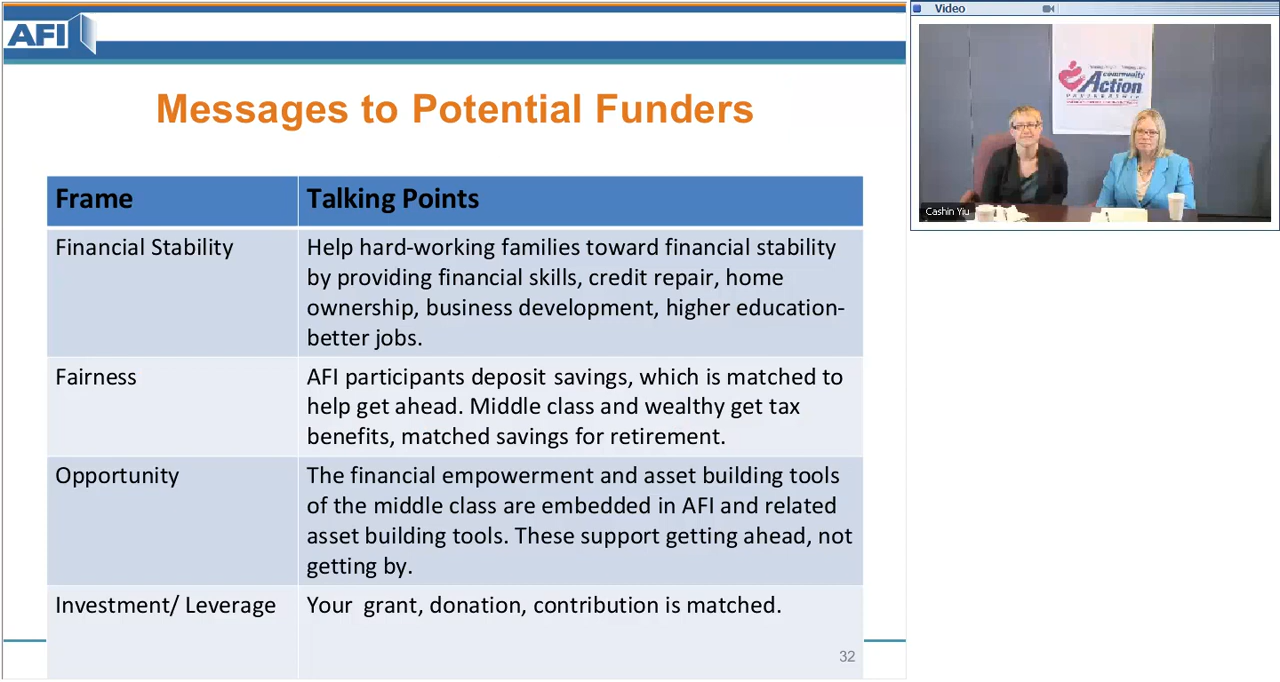 AFI
Messages to Potential Funders
Frame
Talking Points
Financial Stability
Help hard-working families toward financial stability
by providing financial skills, credit repair, home
ownership, business development, higher education-
better jobs.
Fairness
AFI participants deposit savings, which is matched to
help get ahead. Middle class and wealthy get tax
benefits, matched savings for retirement.
Opportunity
The financial empowerment and asset building tools
of the middle class are embedded in AFI and related
asset building tools. These support getting ahead, not
getting by.
Investment/ Leverage
Your grant, donation, contribution is matched.
32
Video
community
Action
PARTNERSHIP
Cashin Yiu